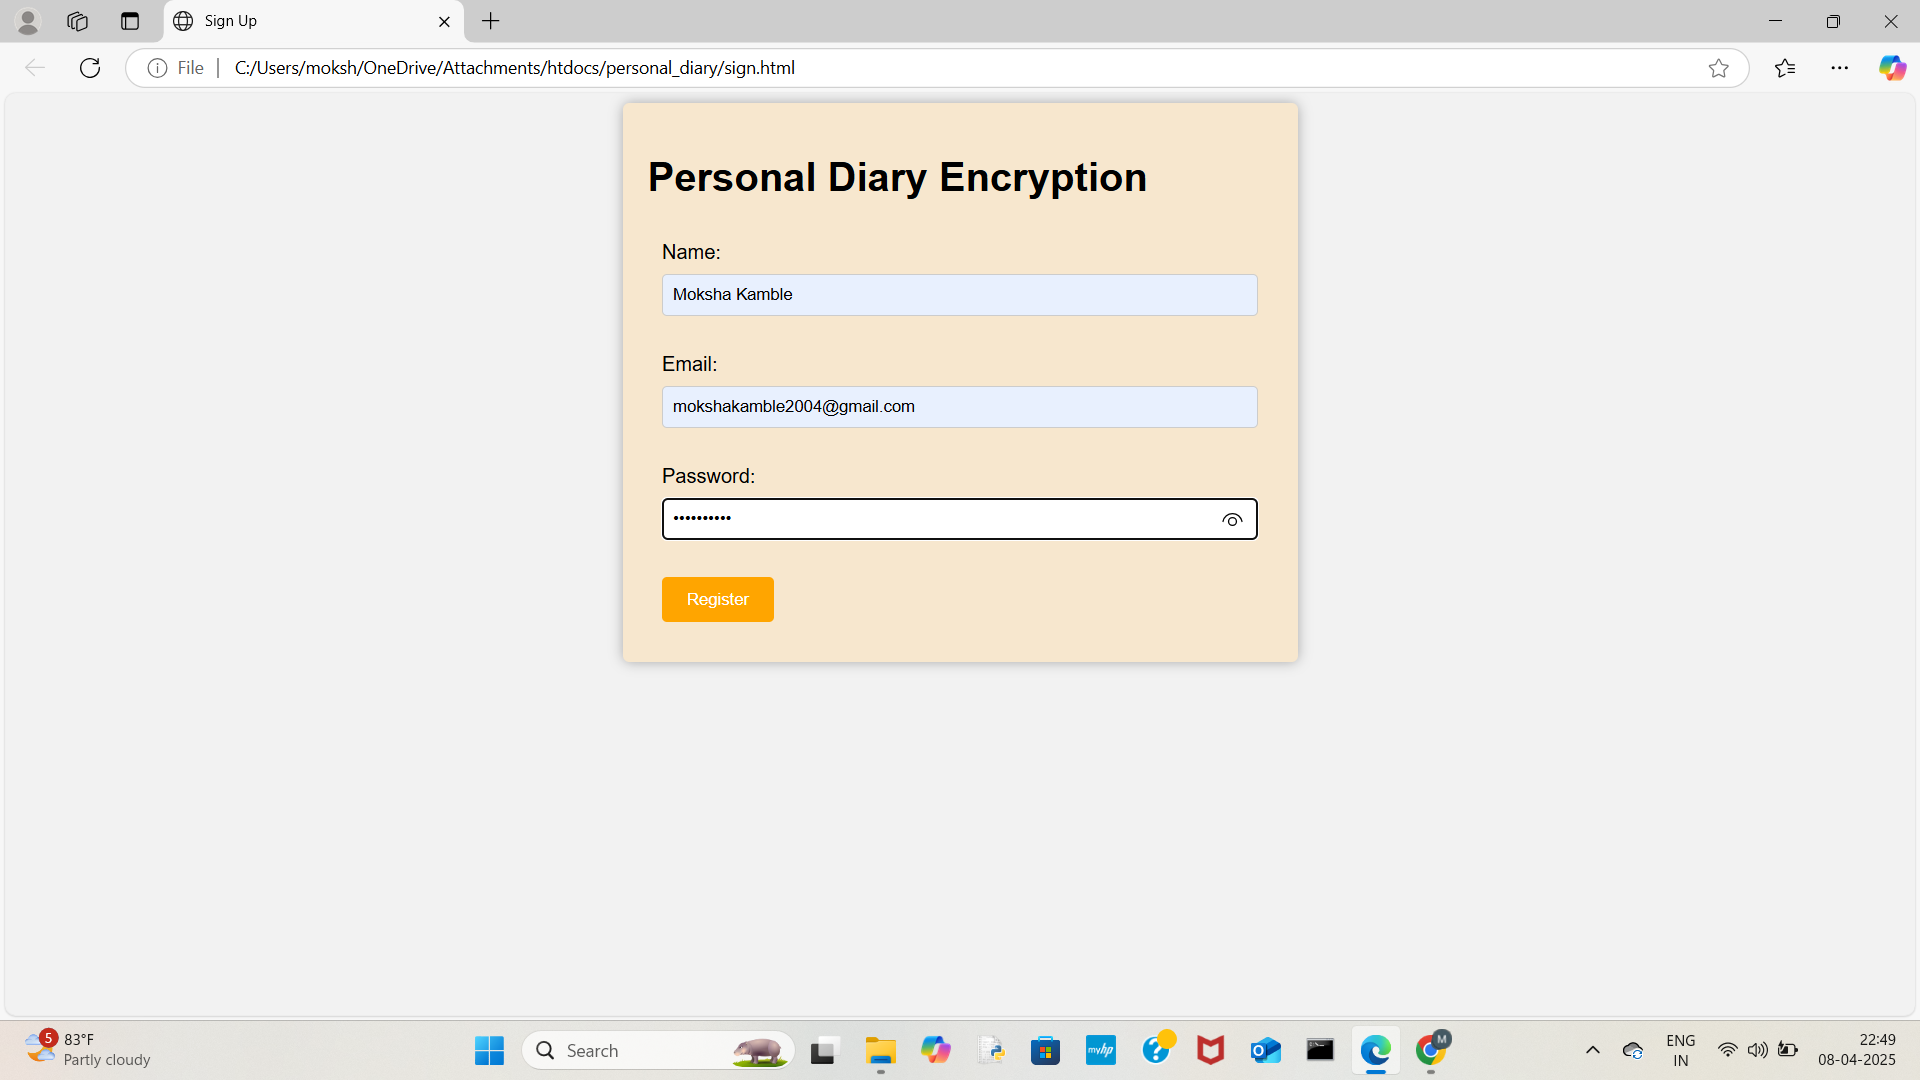 Sign Up
File
C:/Users/moksh/OneDrive/Attachments/htdocs/personal_diary/sign.html
Personal Diary Encryption
Name:
Moksha Kamble
Email:
mokshakamble2004@gmail.com
Password:
••••••••••
Register
5
83°F
Partly cloudy
Search
myhp
M
ENG
IN
22:49
08-04-2025